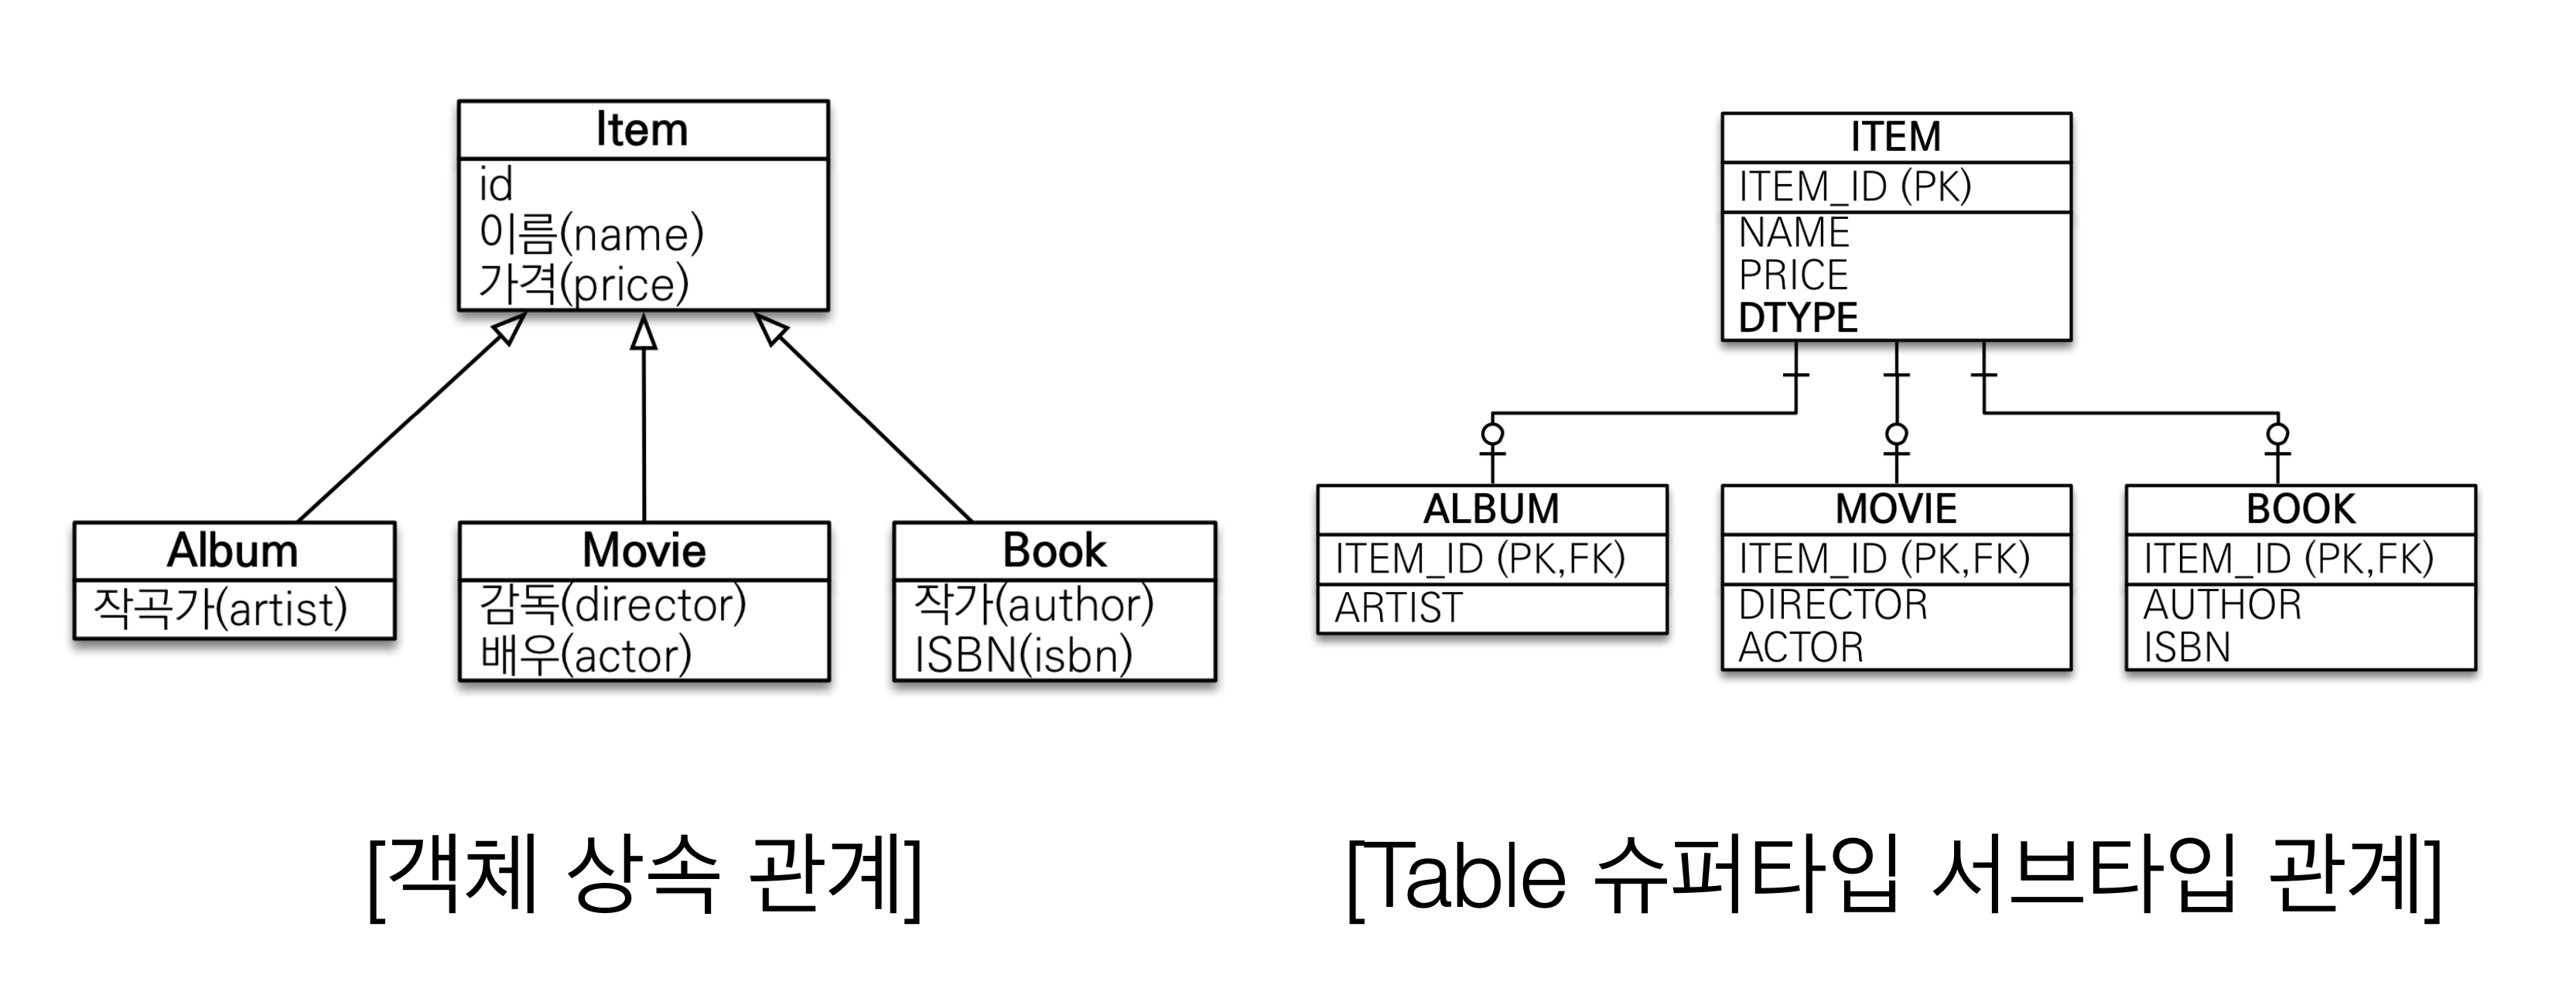 Item
id
이름(name)
가격(price)
Album
작곡가(artist)
Movie
감독(director)
배우(actor)
Book
작가(author)
ISBN(isbn)
[객체 상속 관계]
ITEM
ITEM_ID (PK)
NAME
PRICE
DTYPE
ALBUM
ITEM_ID (PK,FK)
ARTIST
MOVIE
ITEM_ID (PK,FK)
DIRECTOR
ACTOR
BOOK
ITEM_ID (PK,FK)
AUTHOR
ISBN
[Table 슈퍼타입 서브타입 관계]